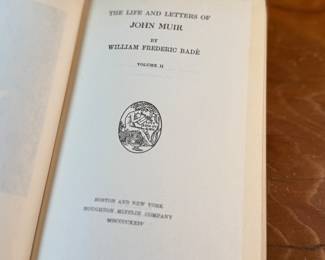 THE LIFE AND LETTERS OF
JOHN MUIR
BY
WILLIAM FREDERIC BADÈ
VOLUME II
BOSTON AND NEW YORK
HOUGHTON MIFFLIN COMPANY
MDCCCCXXIV